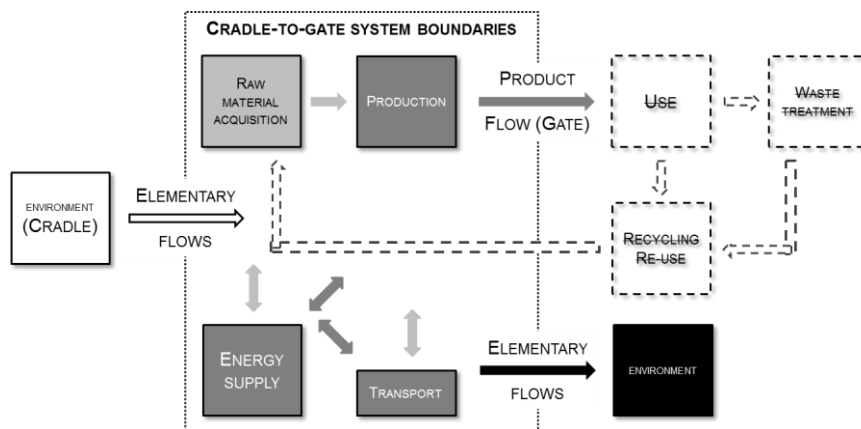 CRADLE-TO-GATE SYSTEM BOUNDARIES
RAW
MATERIAL
ACQUISITION
PRODUCTION
PRODUCT
FLOW (GATE)
USE
WASTE
TREATMENT
ENVIRONMENT
(CRADLE)
ELEMENTARY
FLOWS
RECYCLING
RE-USE
ENERGY
SUPPLY
TRANSPORT
ELEMENTARY
FLOWS
ENVIRONMENT